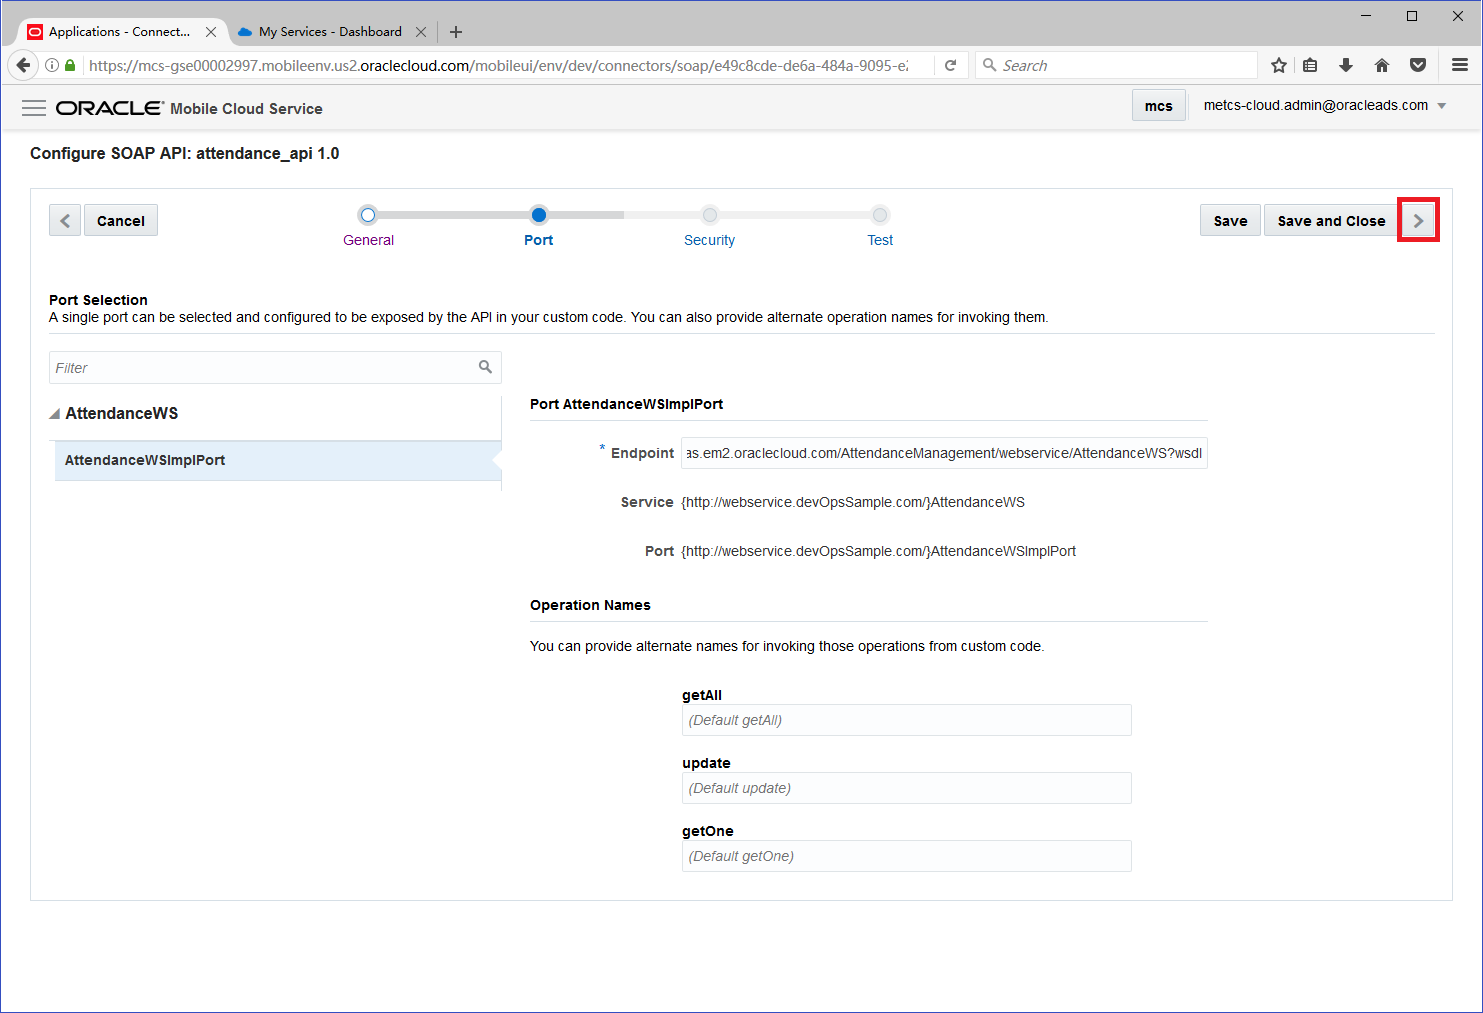 Applications - Connect...
My Services - Dashboard
https://mcs-gse00002997.mobileenv.us2.oraclecloud.com/mobileui/env/dev/connectors/soap/e49c8cde-de6a-484a-9095-e
Search
ORACLE Mobile Cloud Service
mcs
metcs-cloud.admin@oracleads.com
Configure SOAP API: attendance_api 1.0
Cancel
General
Port
Security
Test
Save
Save and Close
Port Selection
A single port can be selected and configured to be exposed by the API in your custom code. You can also provide alternate operation names for invoking them.
Filter
AttendanceWS
AttendanceWSImplPort
Port AttendanceWSImplPort
* Endpoint as.em2.oraclecloud.com/AttendanceManagement/webservice/AttendanceWS?wsdl
Service {http://webservice.devOpsSample.com/}AttendanceWS
Port {http://webservice.devOpsSample.com/}AttendanceWSImplPort
Operation Names
You can provide alternate names for invoking those operations from custom code.
getAll
(Default getAll)
update
(Default update)
getOne
(Default getOne)